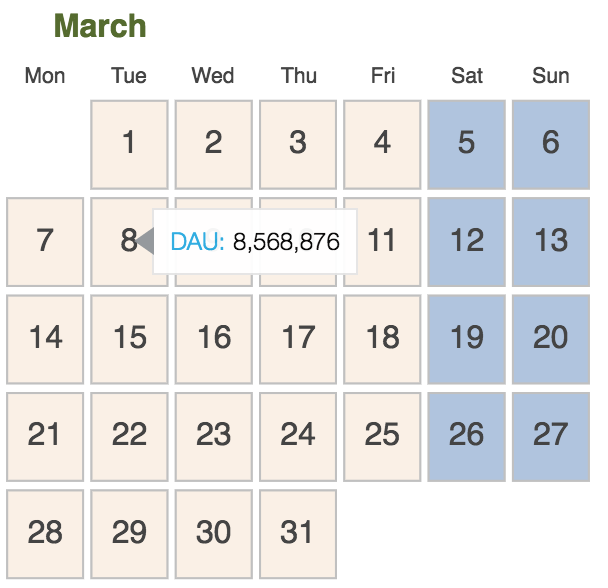 March
Mon Tue Wed Thu Fri Sat Sun
1 2 3 4 5 6
7 8 DAU: 8,568,876 11 12 13
14 15 16 17 18 19 20
21 22 23 24 25 26 27
28 29 30 31